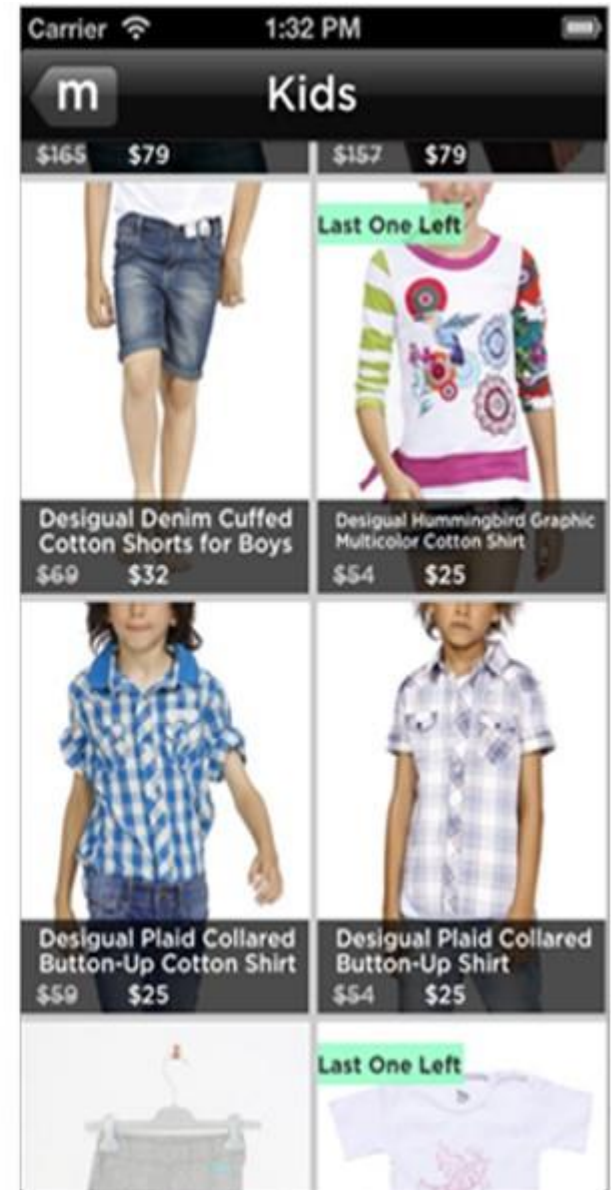 Carrier 1:32 PM
m Kids
$165 $79 $157 $79
Last One Left
Desigual Denim Cuffed
Cotton Shorts for Boys
$69 $32
Desigual Hummingbird Graphic
Multicolor Cotton Shirt
$54 $25
Desigual Plaid Collared
Button-Up Cotton Shirt
$59 $25
Desigual Plaid Collared
Button-Up Shirt
$54 $25
Last One Left